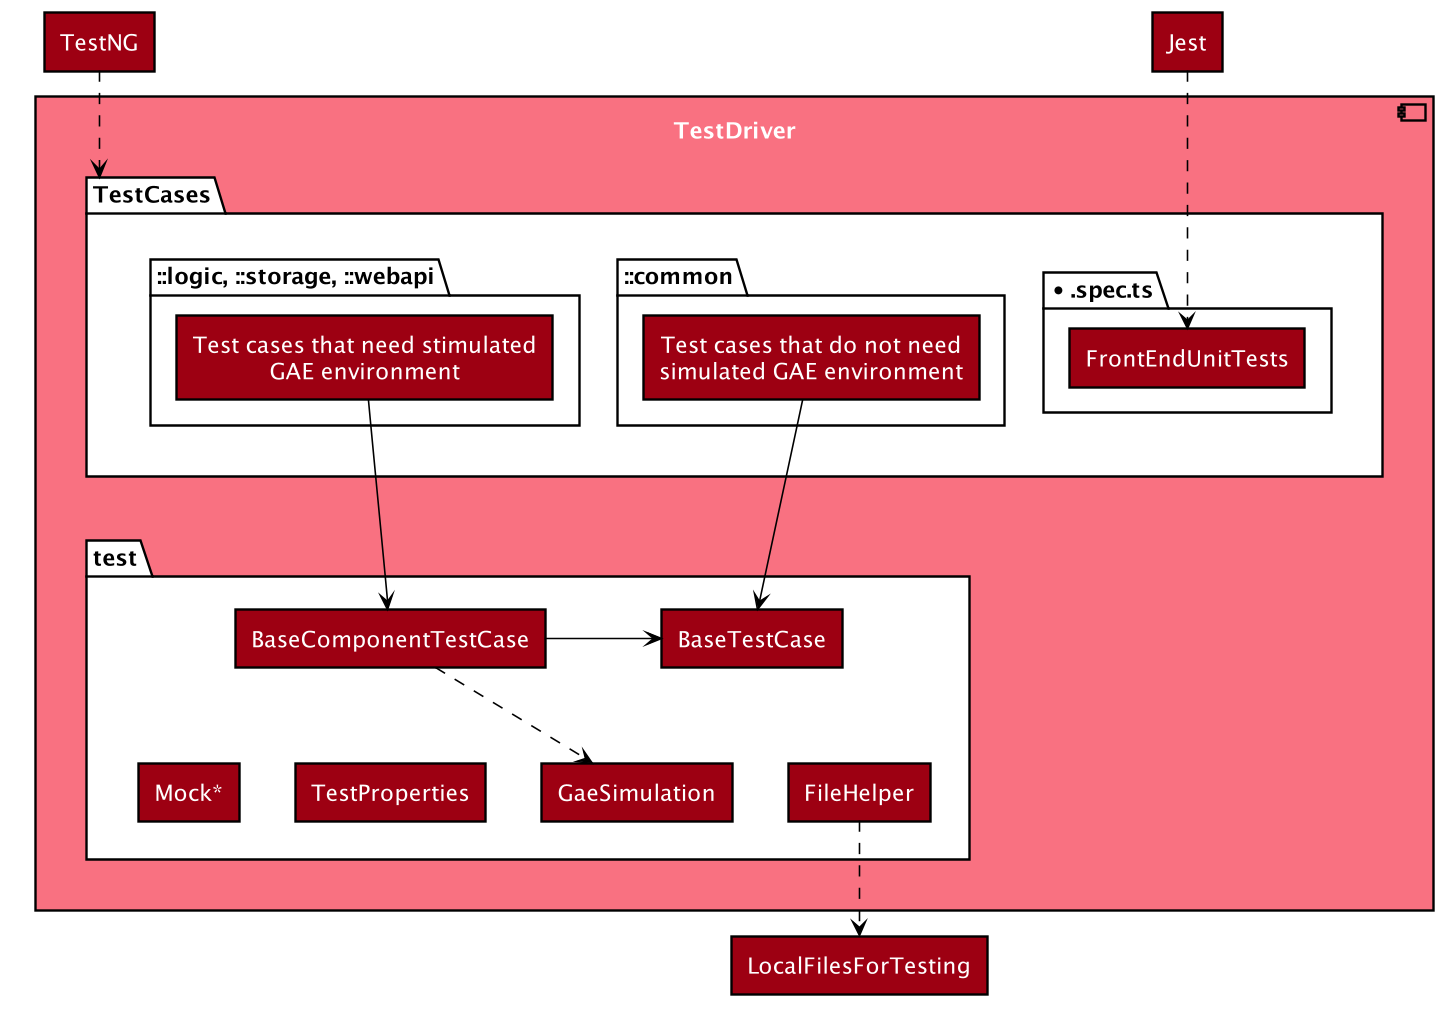 TestNG
Jest
TestDriver
TestCases
::logic, ::storage, ::webapi
::common
• .spec.ts
Test cases that need stimulated
GAE environment
Test cases that do not need
simulated GAE environment
FrontEndUnitTests
test
BaseComponentTestCase
BaseTestCase
Mock*
TestProperties
GaeSimulation
FileHelper
LocalFilesForTesting